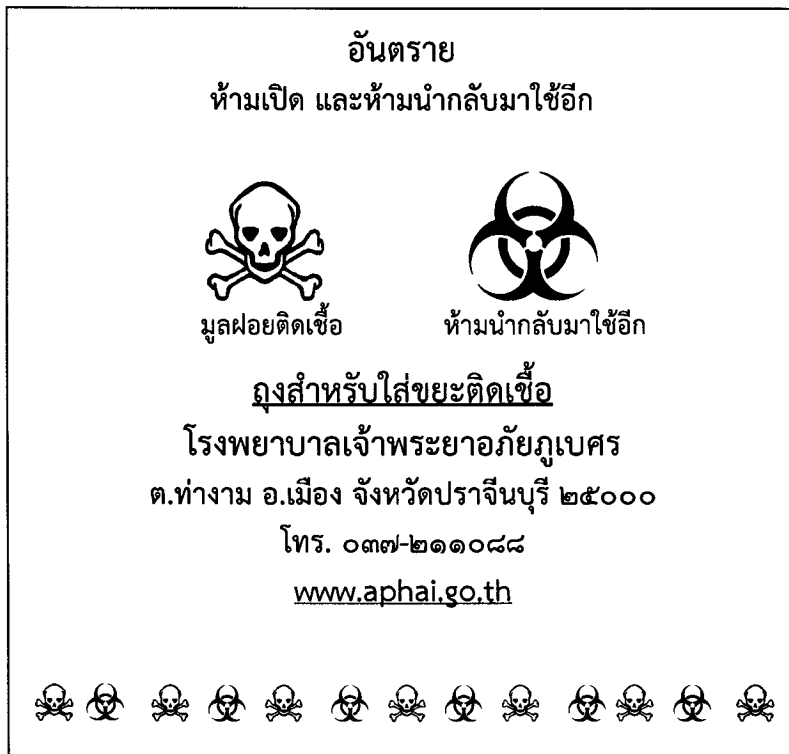 อันตราย
ห้ามเปิด และห้ามนำกลับมาใช้อีก
มูลฝอยติดเชื้อ
ห้ามนำกลับมาใช้อีก
ถุงสำหรับใส่ขยะติดเชื้อ
โรงพยาบาลเจ้าพระยาอภัยภูเบศร
ต.ท่างาม อ.เมือง จังหวัดปราจีนบุรี ๒๕๐๐๐
โทร. ๐๓๗-๒๑๑๐๘๘
www.aphai.go.th